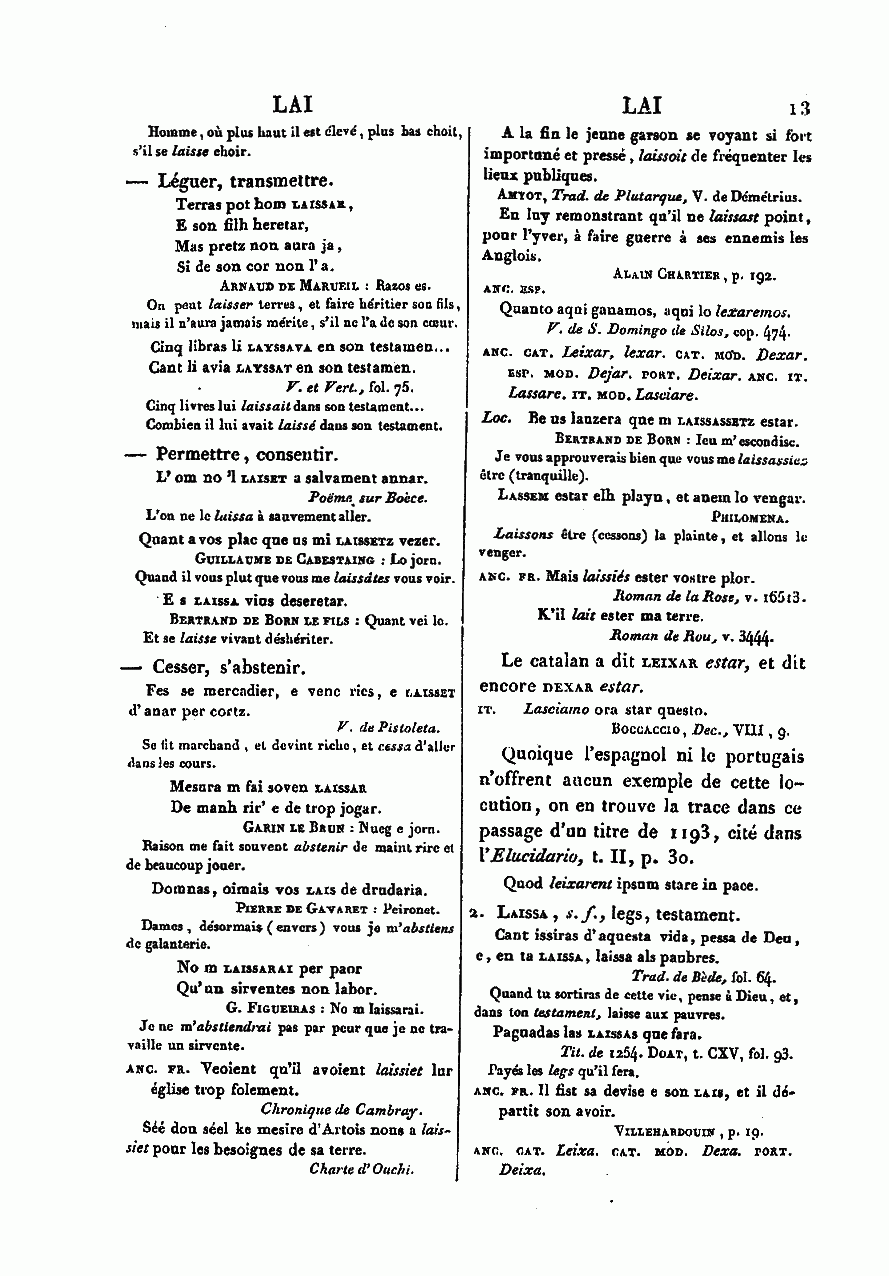 LAI
Homme, où plus haut il est élevé, plus bas choit,
s'il se laisse choir.
— Léguer, transmettre.
Terras pot hom LAISSAR,
E son filh heretar,
Mas pretz non aura ja,
Si de son cor non l'a.
ARNAUD DE MARUEIL : Razos es.
On peut laisser terres, et faire héritier son fils,
mais il n'aura jamais mérite, s'il ne l'a de son cœur.
Cinq libras li LAYSSAVA en son testamen...
Cant li avia LAYSSAT en son testamen.
V. et Vert., fol. 75.
Cinq livres lui laissait dans son testament...
Combien il lui avait laissé dans son testament.
— Permettre, consentir.
L'om no 'l LAISET a salvament annar.
Poëme sur Boèce.
L'on ne le laissa à sauvement aller.
Quant a vos plac que us mi LAISSETZ vezer.
GUILLAUME DE CABESTAING : Lo jorn.
Quand il vous plut que vous me laissâtes vous voir.
E s LAISSA vius deseretar.
BERTRAND DE BORN LE FILS : Quant vei lo.
Et se laisse vivant déshériter.
— Cesser, s'abstenir.
Fes se mercadier, e venc rics, e LAISSET
d'anar per cortz.
V. de Pistoleta.
Se fit marchand, et devint riche, et cessa d'aller
dans les cours.
Mesura m fai soven LAISSAR
De manh rir' e de trop jogar.
GARIN LE BRUN : Nueg e jorn.
Raison me fait souvent abstenir de maint rire et
de beaucoup jouer.
Domnas, oimais vos LAIS de drudaria.
PIERRE DE GAVARET : Peironet.
Dames, désormais (envers) vous je m'abstiens
de galanterie.
No m LAISSARAI per paor
Qu'un sirventes non labor.
G. FIGUEIRAS : No m laissarai.
Je ne m'abstiendrai pas par peur que je ne tra-
vaille un sirvente.
ANC. FR. Veoient qu'il avoient laissiet lur
église trop folement.
Chronique de Cambray.
Séé don séel ke mesire d'Artois nous a lais-
siet pour les besoignes de sa terre.
Charte d'Ouchi.
LAI 13
A la fin le jeune garson se voyant si fort
importuné et pressé, laissoit de fréquenter les
lieux publiques.
AMYOT, Trad. de Plutarque, V. de Démétrius.
En luy remonstrant qu'il ne laissast point,
pour l'yver, à faire guerre à ses ennemis les
Anglois.
ALAIN CHARTIER, p. 192.
ANC. ESP.
Quanto aqui ganamos, aqui lo lexaremos.
V. de S. Domingo de Silos, cop. 474.
ANC. CAT. Leixar, lexar. CAT. MOD. Dexar.
ESP. MOD. Dejar. PORT. Deixar. ANC. IT.
Lassare. IT. MOD. Lasciare.
Loc. Be us lauzera que m LAISSASSETZ estar.
BERTRAND DE BORN : Ieu m'escondisc.
Je vous approuverais bien que vous me laissassiez
être (tranquille).
LASSEM estar elh playn, et anem lo vengar.
PHILOMENA.
Laissons être (cessons) la plainte, et allons le
venger.
ANC. FR. Mais laissiés ester vostre plor.
Roman de la Rose, v. 16513.
K'il lait ester ma terre.
Roman de Rou, v. 3444.
Le catalan a dit LEIXAR estar, et dit
encore DEXAR estar.
IT. Lasciamo ora star questo.
BOCCACCIO, Dec., VIII, 9.
Quoique l'espagnol ni le portugais
n'offrent aucun exemple de cette lo-
cution, on en trouve la trace dans ce
passage d'un titre de 1193, cité dans
l'Elucidario, t. II, p. 30.
Quod leixarent ipsum stare in pace.
2. LAISSA, s. f., legs, testament.
Cant issiras d'aquesta vida, pessa de Deu,
e, en ta LAISSA, laissa als paubres.
Trad. de Bède, fol. 64.
Quand tu sortiras de cette vie, pense à Dieu, et,
dans ton testament, laisse aux pauvres.
Paguadas las LAISSAS que fara.
Tit. de 1254. DOAT, t. CXV, fol. 93.
Payés les legs qu'il fera.
ANC. FR. Il fist sa devise e son LAIS, et il dé-
partit son avoir.
VILLEHARDOUIN, p. 19.
ANC. CAT. Leixa. CAT. MOD. Dexa. PORT.
Deixa.